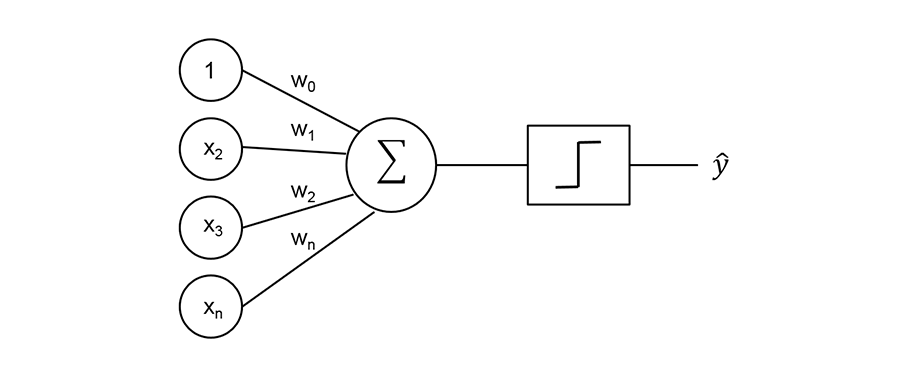 1
w₀
x₂
w₁
x₃
w₂
xₙ
wₙ
∑
ŷ